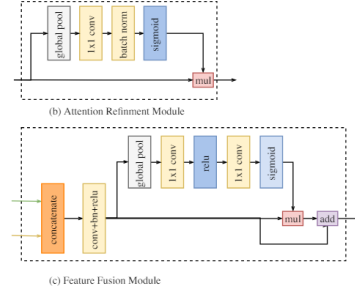 global pool
1x1 conv
batch norm
sigmoid
mul
(b) Attention Refinment Module
global pool
1x1 conv
relu
1x1 conv
sigmoid
concatenate
conv+bn+relu
mul
add
(c) Feature Fusion Module